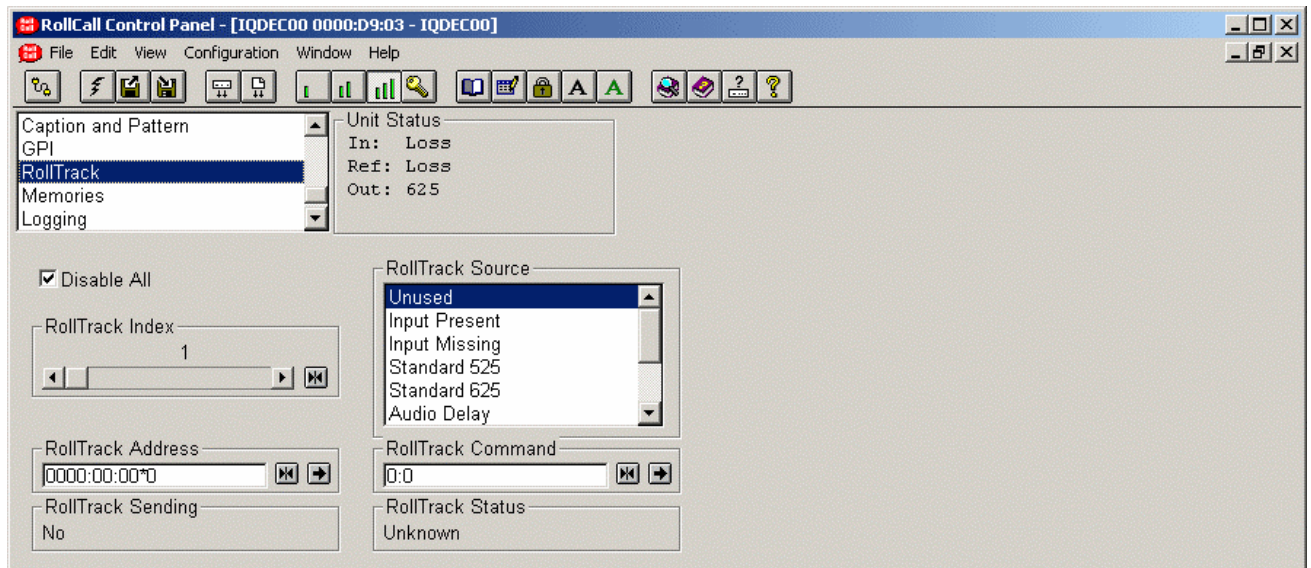 RollCall Control Panel - [IQDEC00 0000:D9:03 - IQDEC00]
File Edit View Configuration Window Help
Caption and Pattern
GPI
RollTrack
Memories
Logging
Unit Status
In: Loss
Ref: Loss
Out: 625
Disable All
RollTrack Index
1
RollTrack Source
Unused
Input Present
Input Missing
Standard 525
Standard 625
Audio Delay
RollTrack Address
0000:00:00*0
RollTrack Command
0:0
RollTrack Sending
No
RollTrack Status
Unknown